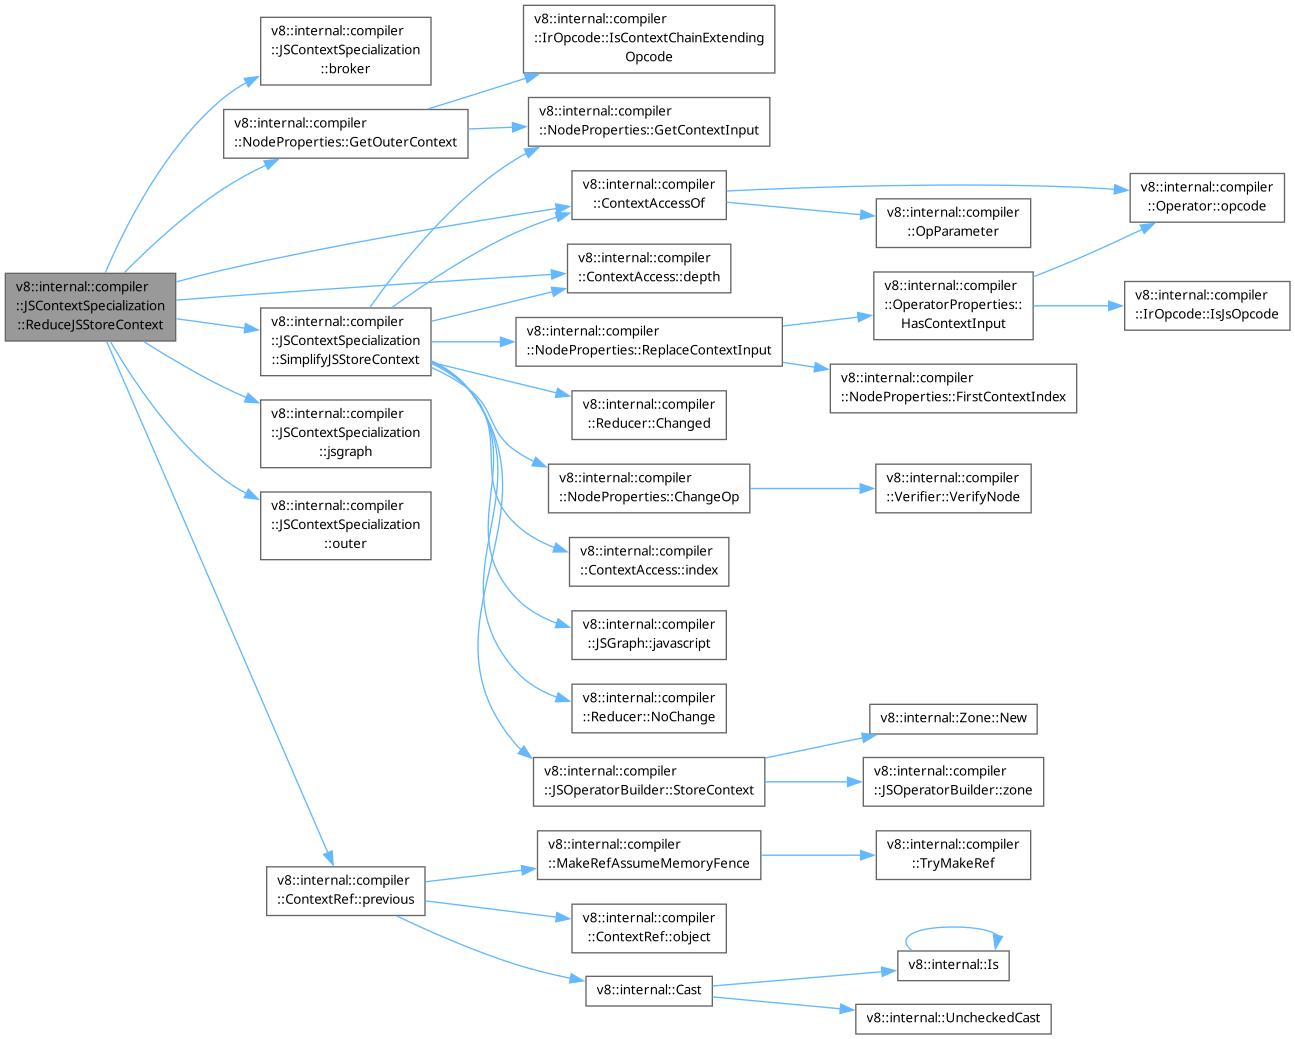 v8::internal::compiler
::JSContextSpecialization
::ReduceJSStoreContext
v8::internal::compiler
::JSContextSpecialization
::broker
v8::internal::compiler
::NodeProperties::GetOuterContext
v8::internal::compiler
::IrOpcode::IsContextChainExtending
Opcode
v8::internal::compiler
::NodeProperties::GetContextInput
v8::internal::compiler
::ContextAccessOf
v8::internal::compiler
::Operator::opcode
v8::internal::compiler
::OpParameter
v8::internal::compiler
::ContextAccess::depth
v8::internal::compiler
::JSContextSpecialization
::SimplifyJSStoreContext
v8::internal::compiler
::NodeProperties::ReplaceContextInput
v8::internal::compiler
::OperatorProperties::
HasContextInput
v8::internal::compiler
::IrOpcode::IsJsOpcode
v8::internal::compiler
::NodeProperties::FirstContextIndex
v8::internal::compiler
::Reducer::Changed
v8::internal::compiler
::NodeProperties::ChangeOp
v8::internal::compiler
::Verifier::VerifyNode
v8::internal::compiler
::ContextAccess::index
v8::internal::compiler
::JSGraph::javascript
v8::internal::compiler
::Reducer::NoChange
v8::internal::compiler
::JSOperatorBuilder::StoreContext
v8::internal::Zone::New
v8::internal::compiler
::JSOperatorBuilder::zone
v8::internal::compiler
::JSContextSpecialization
::jsgraph
v8::internal::compiler
::JSContextSpecialization
::outer
v8::internal::compiler
::ContextRef::previous
v8::internal::compiler
::MakeRefAssumeMemoryFence
v8::internal::compiler
::TryMakeRef
v8::internal::compiler
::ContextRef::object
v8::internal::Cast
v8::internal::Is
v8::internal::UncheckedCast